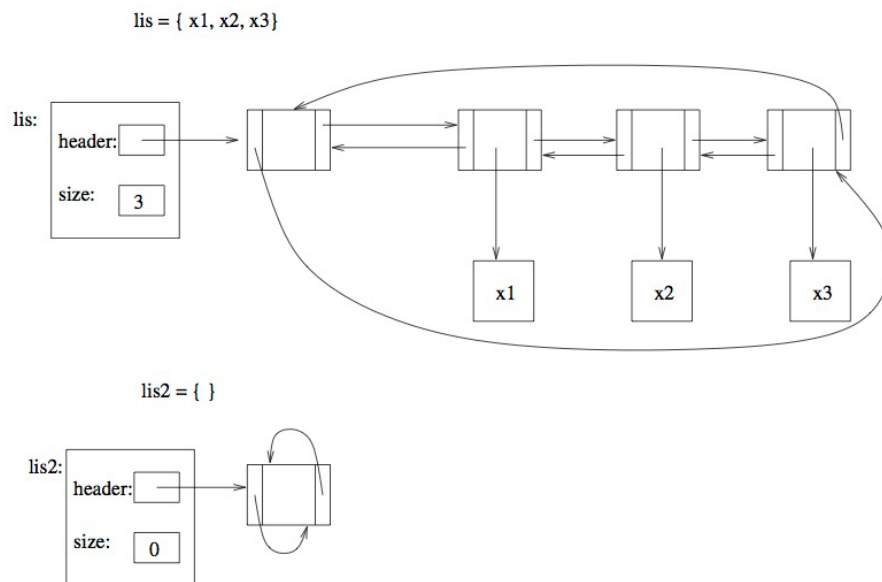 lis = { x1, x2, x3}
lis:
header:
size:
3
x1
x2
x3
lis2 = { }
lis2:
header:
size:
0